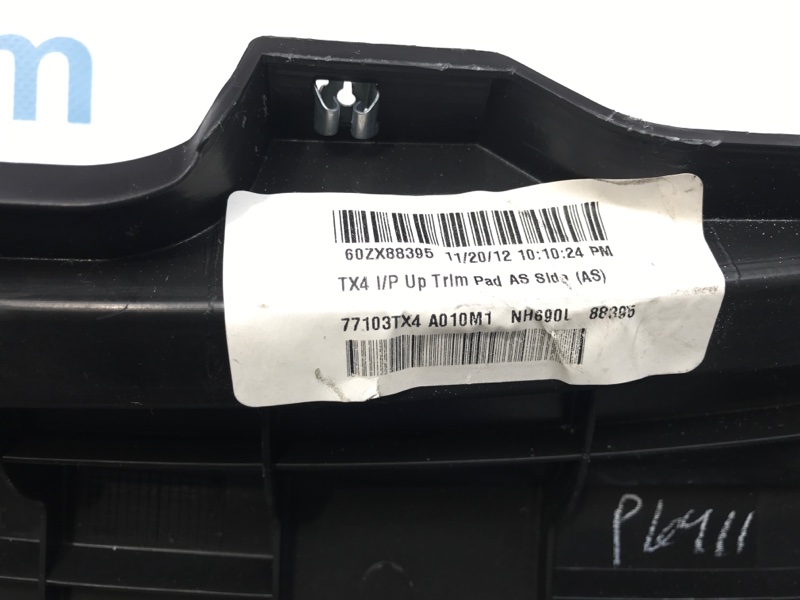 m
60ZX88395 11/20/12 10:10:24 PM
TX4 I/P Up Trim Pad AS Side (AS)
77103TX4 A010M1 NH690L 88395